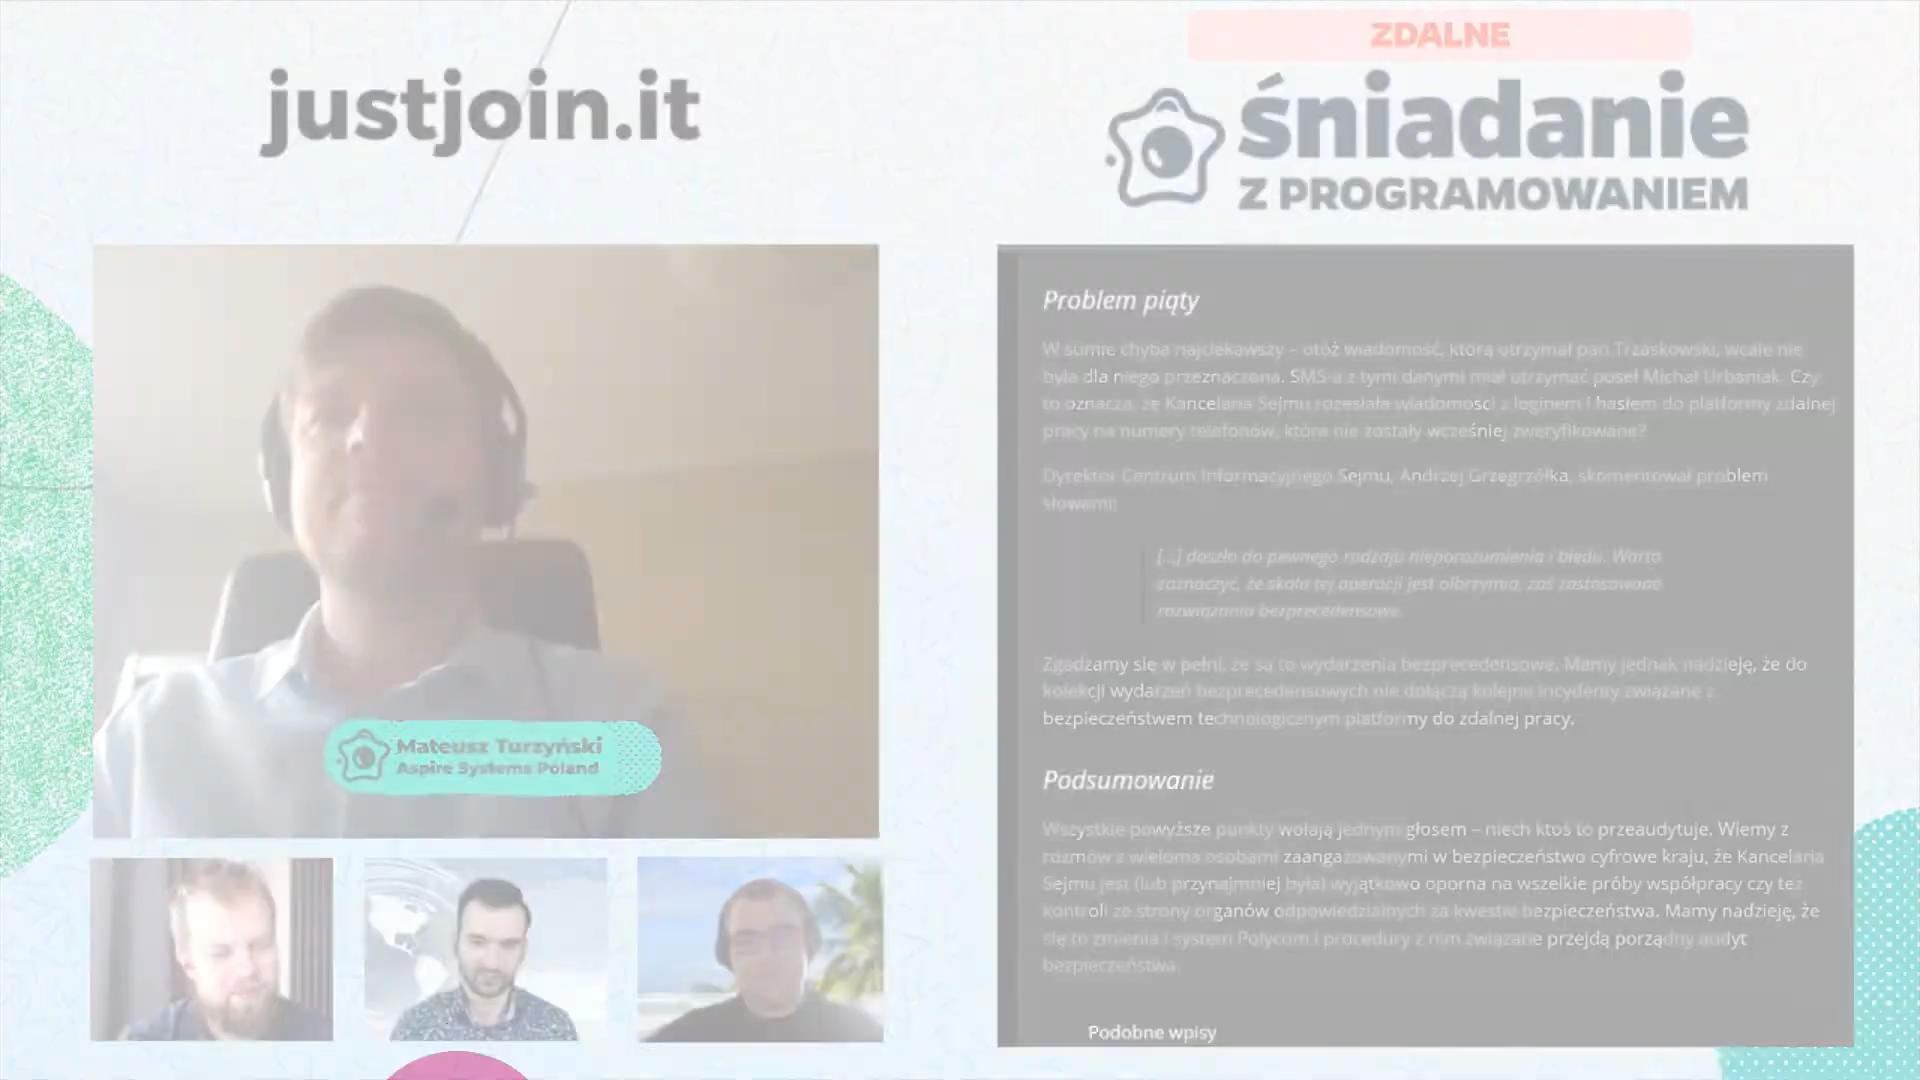 justjoin.it
ZDALNE
śniadanie
Z PROGRAMOWANIEM
Mateusz Turzyński
Aspire Systems Poland
Problem piąty
W sumie chyba najciekawszy – otóż wiadomość, którą otrzymał pan Trzaskowski, wcale nie
była dla niego przeznaczona. SMS-a z tymi danymi miał otrzymać poseł Michał Urbaniak. Czy
to oznacza, że Kancelaria Sejmu rozesłała wiadomości z loginem i hasłem do platformy zdalnej
pracy na numery telefonów, które nie zostały wcześniej zweryfikowane?
Dyrektor Centrum Informacyjnego Sejmu, Andrzej Grzegrzółka, skomentował problem
słowami:
[...] doszło do pewnego rodzaju nieporozumienia i błędu. Warto
zaznaczyć, że skala tej operacji jest olbrzymia, zaś zastosowane
rozwiązania bezprecedensowe.
Zgadzamy się w pełni, że są to wydarzenia bezprecedensowe. Mamy jednak nadzieję, że do
kolekcji wydarzeń bezprecedensowych nie dołączą kolejne incydenty związane z
bezpieczeństwem technologicznym platformy do zdalnej pracy.
Podsumowanie
Wszystkie powyższe punkty wołają jednym głosem – niech ktoś to przeaudytuje. Wiemy z
rozmów z wieloma osobami zaangażowanymi w bezpieczeństwo cyfrowe kraju, że Kancelaria
Sejmu jest (lub przynajmniej była) wyjątkowo oporna na wszelkie próby współpracy czy też
kontroli ze strony organów odpowiedzialnych za kwestie bezpieczeństwa. Mamy nadzieję, że
się to zmienia i system Polycom i procedury z nim związane przejdą porządny audyt
bezpieczeństwa.
Podobne wpisy